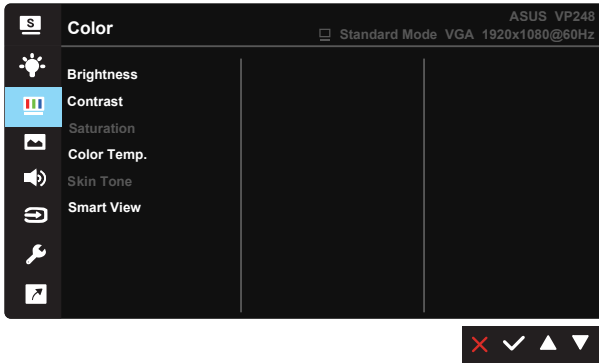 S
Color
ASUS VP248
Standard Mode VGA 1920x1080@60Hz
Brightness
Contrast
Saturation
Color Temp.
Skin Tone
Smart View